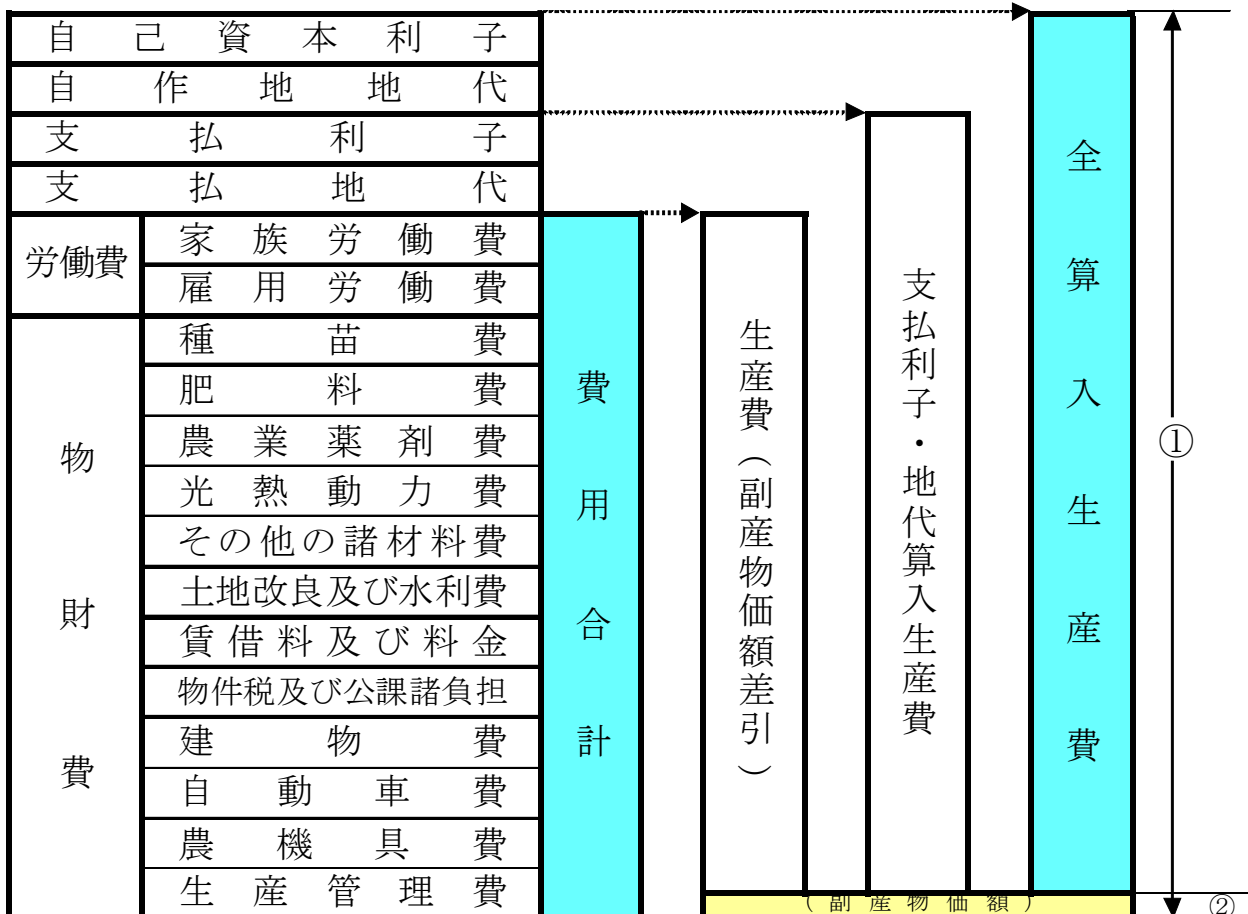 自己資本利子
自作地地代
支払利子
支払地代
労働費
家族労働費
雇用労働費
物財費
種苗費
肥料費
農業薬剤費
光熱動力費
その他の諸材料費
土地改良及び水利費
賃借料及び料金
物件税及び公課諸負担
建物費
自動車費
農機具費
生産管理費
費用合計
生産費（副産物価額差引）
支払利子・地代算入生産費
全算入生産費
①
（副産物価額）
②